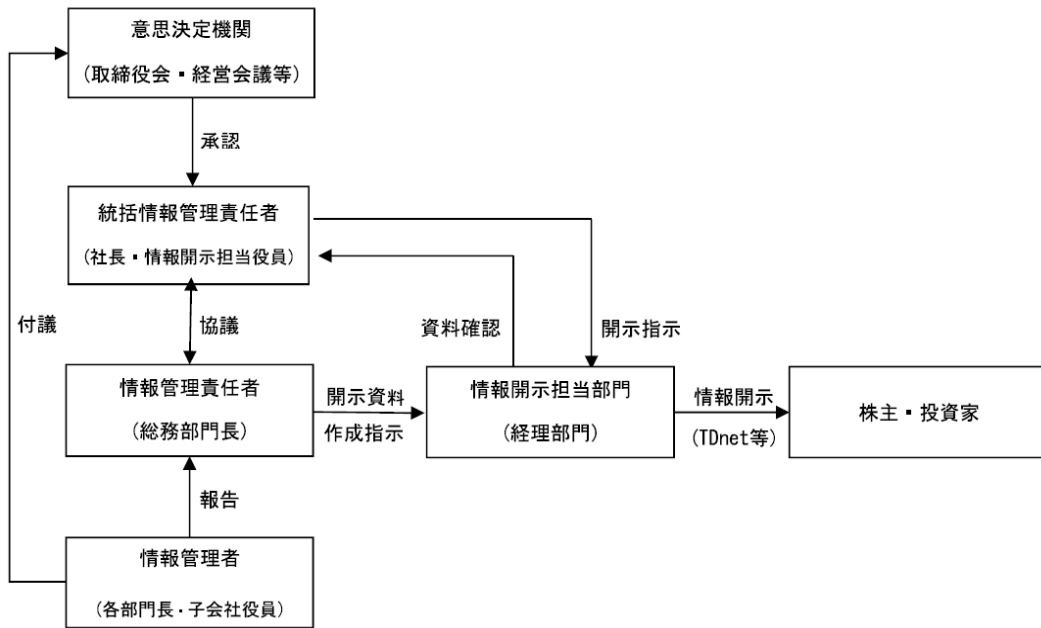 意思決定機関
（取締役会・経営会議等）
承認
統括情報管理責任者
（社長・情報開示担当役員）
付議
協議
資料確認
開示指示
情報管理責任者
（総務部門長）
開示資料
作成指示
情報開示担当部門
（経理部門）
情報開示
（TDnet等）
株主・投資家
報告
情報管理者
（各部門長・子会社役員）